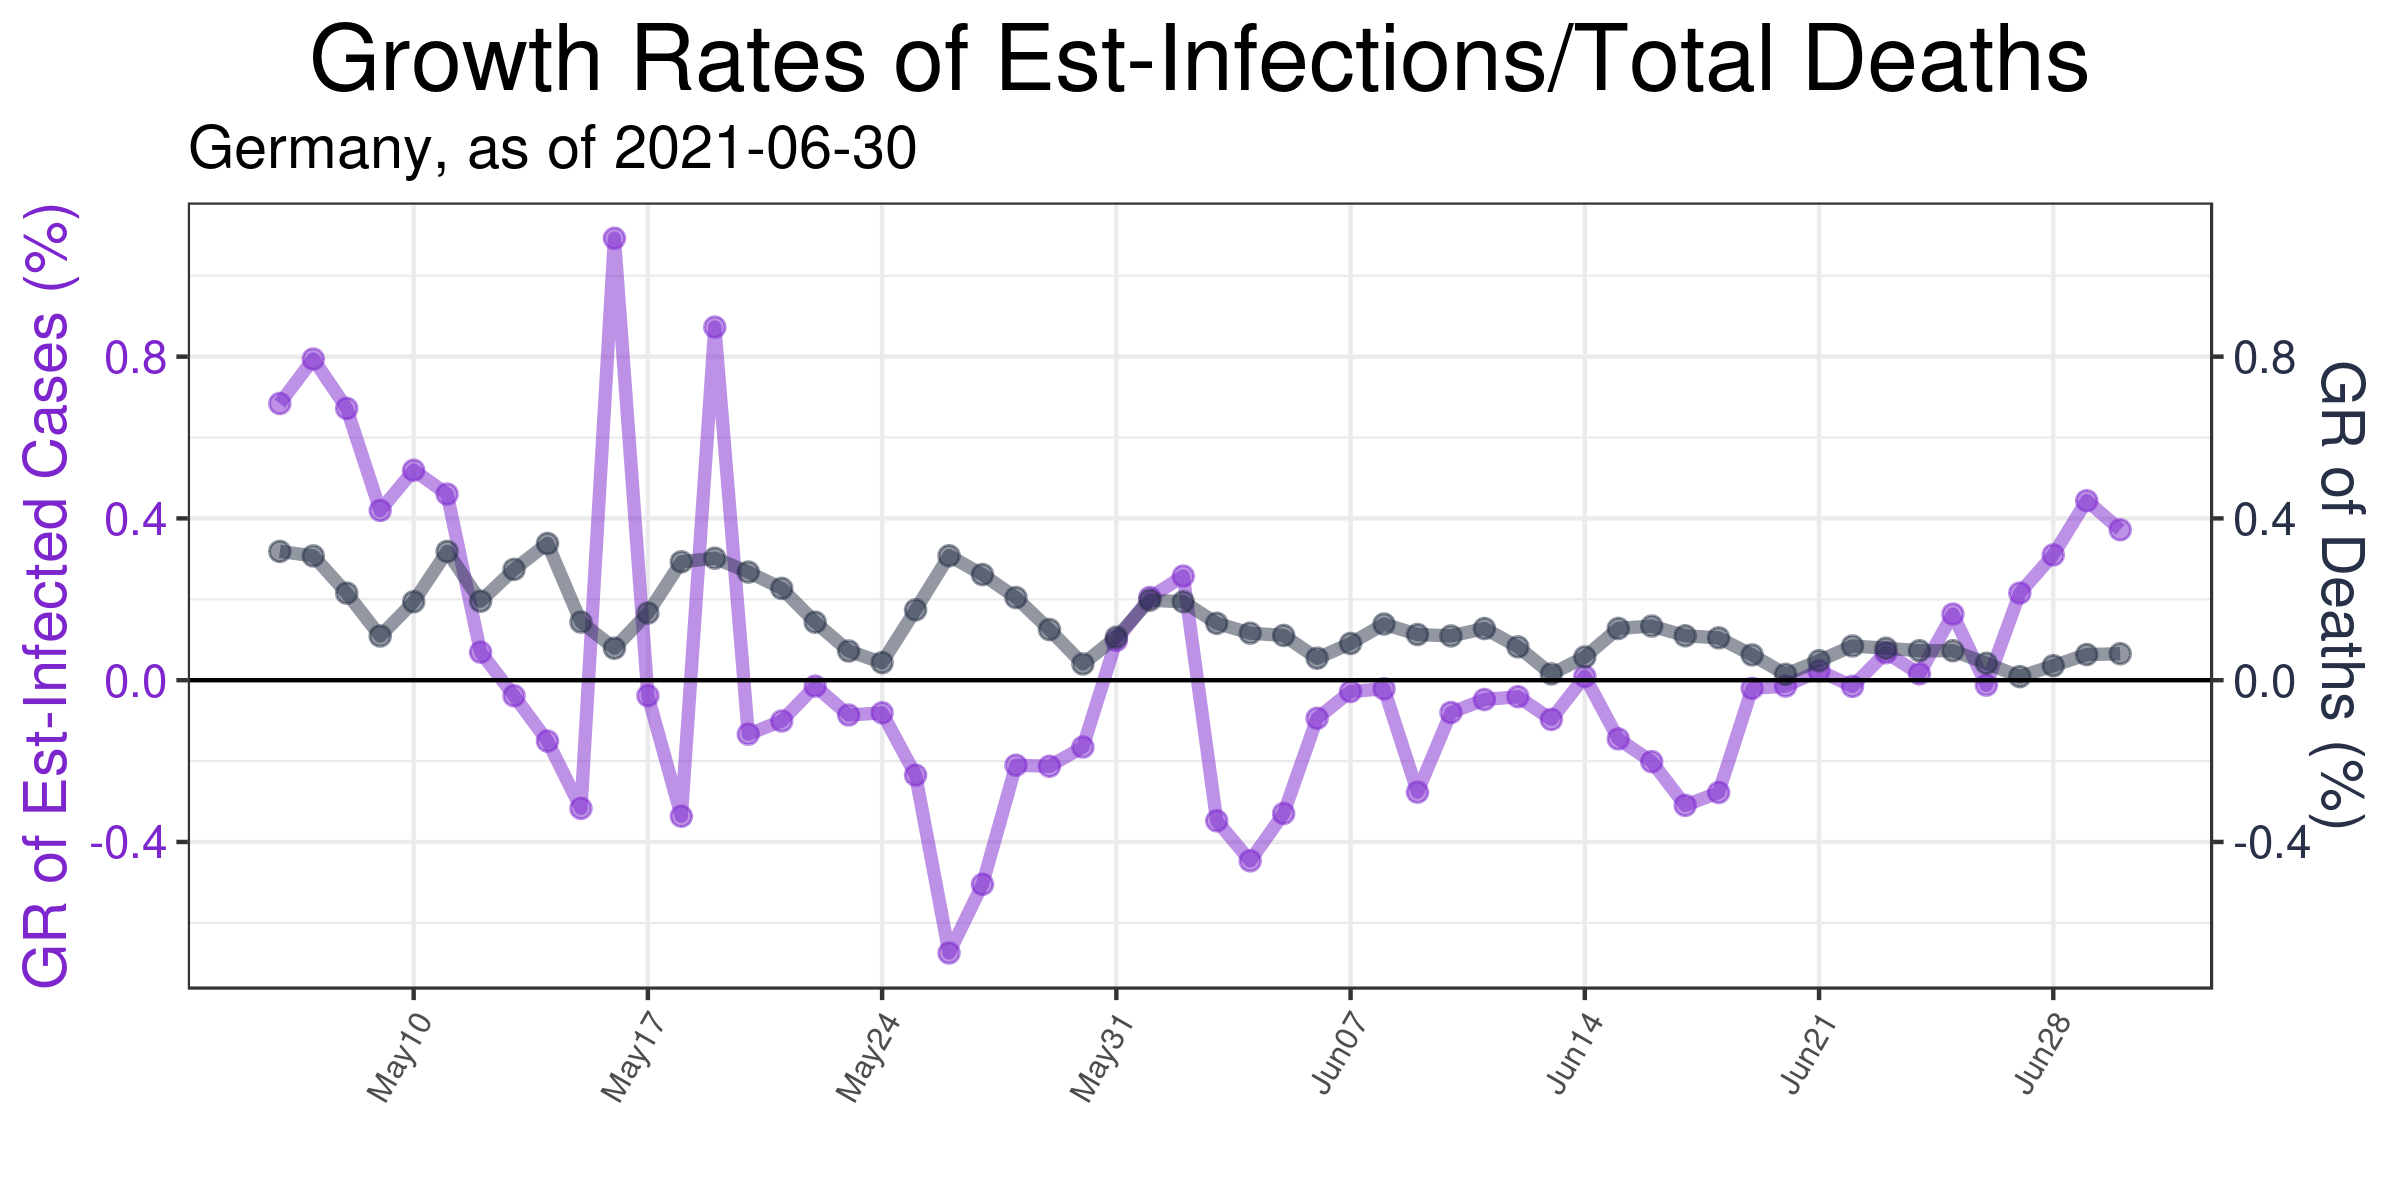 Growth Rates of Est-Infections/Total Deaths
Germany, as of 2021-06-30
GR of Est-Infected Cases (%)
0.8
0.4
0.0
-0.4
0.8
0.4
0.0
-0.4
GR of Deaths (%)
May10
May17
May24
May31
Jun07
Jun14
Jun21
Jun28